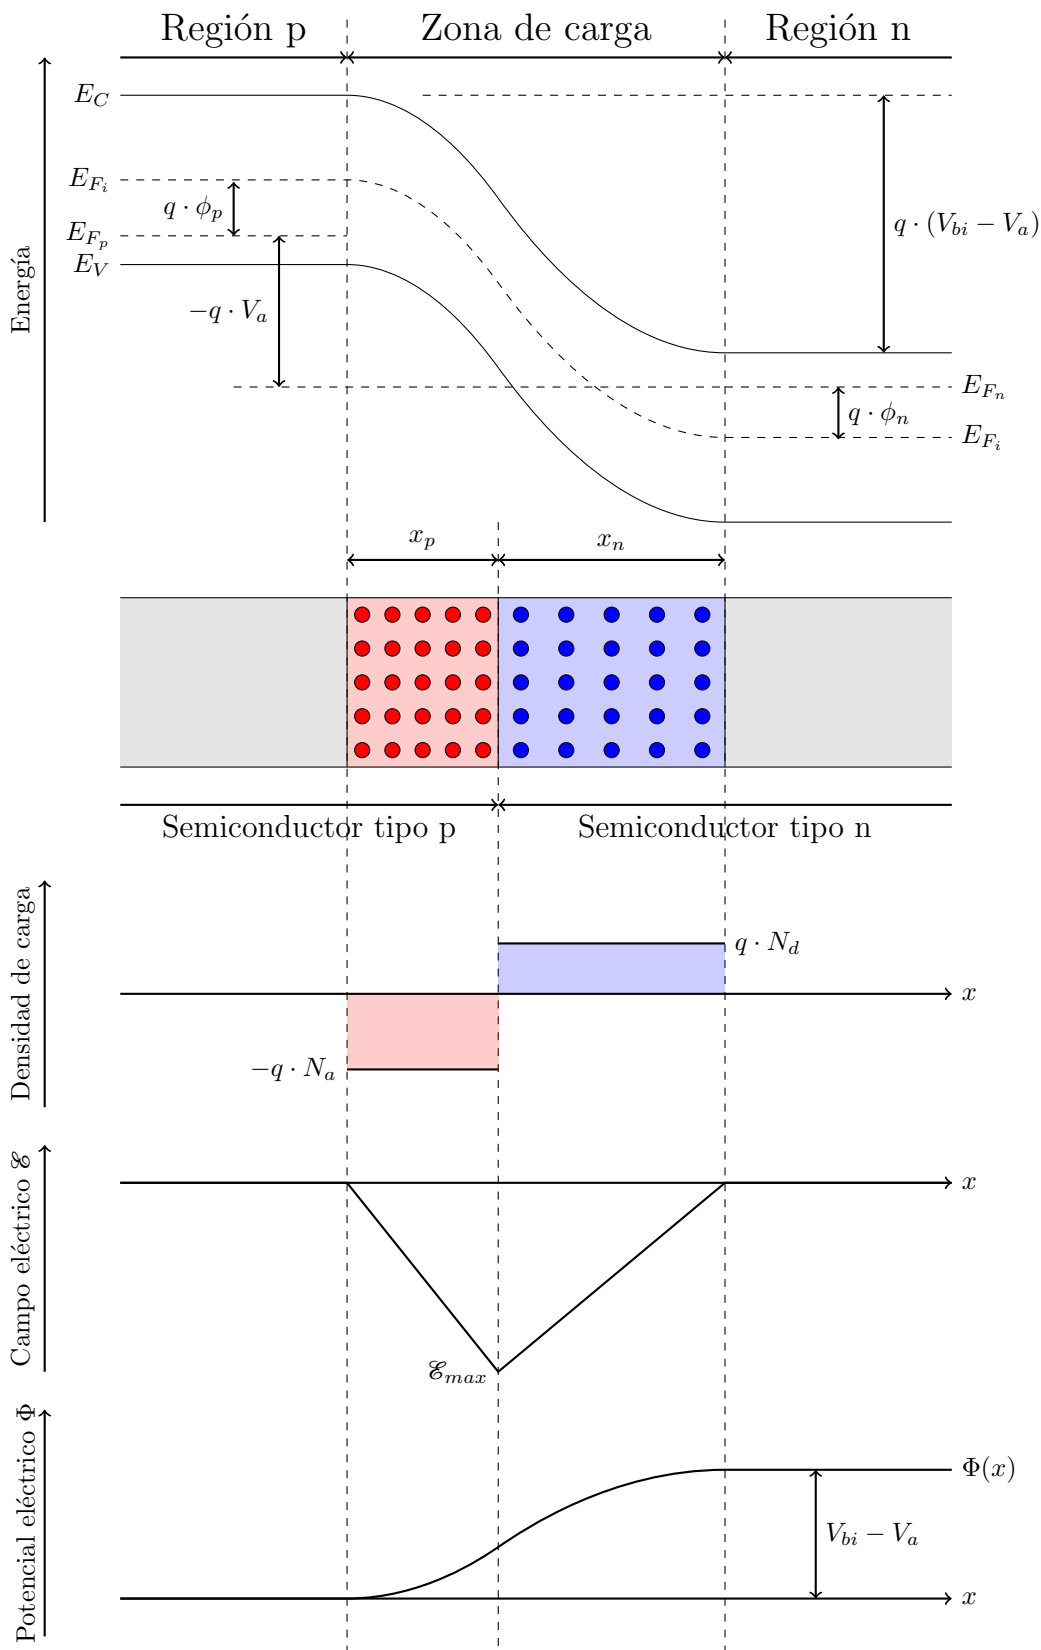 Región p
Zona de carga
Región n
Energía
E_C
E_{F_i}
q · ϕ_p
E_{F_p}
E_V
−q · V_a
q · (V_{bi} − V_a)
E_{F_n}
q · ϕ_n
E_{F_i}
x_p
x_n
Semiconductor tipo p
Semiconductor tipo n
Densidad de carga
q · N_d
x
−q · N_a
Campo eléctrico ℰ
x
ℰ_{max}
Potencial eléctrico Φ
Φ(x)
V_{bi} − V_a
x